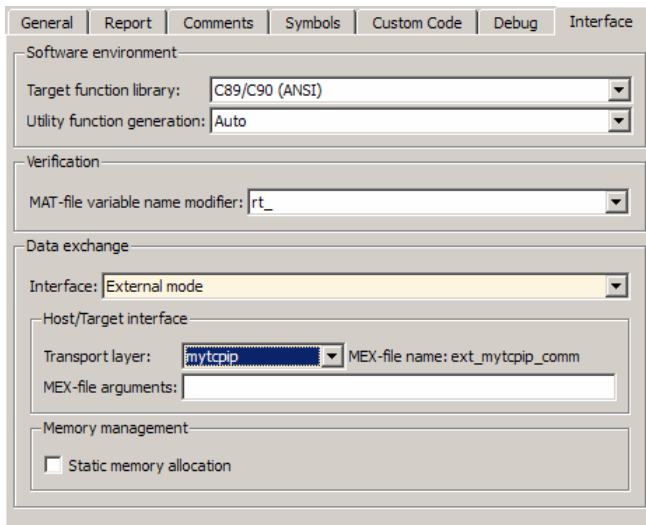 General Report Comments Symbols Custom Code Debug Interface
Software environment
Target function library: C89/C90 (ANSI)
Utility function generation: Auto
Verification
MAT-file variable name modifier: rt_
Data exchange
Interface: External mode
Host/Target interface
Transport layer: mytcpip MEX-file name: ext_mytcpip_comm
MEX-file arguments:
Memory management
Static memory allocation